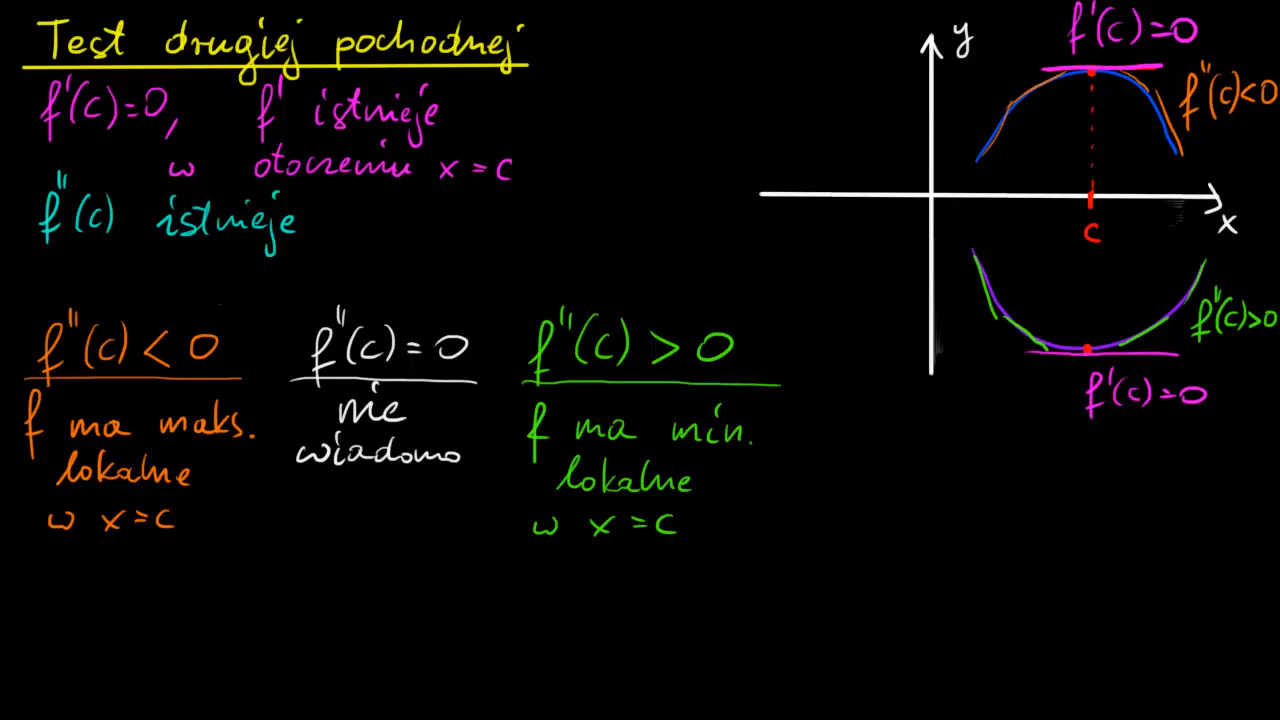 Test drugiej pochodnej
f'(c)=0, f' istnieje
w otoczeniu x=c
f''(c) istnieje
f''(c) < 0
f ma maks.
lokalne
w x=c
f''(c)=0
nie
wiadomo
f''(c) > 0
f ma min.
lokalne
w x=c
y
f'(c)=0
f''(c)<0
x
c
f''(c)>0
f'(c)=0